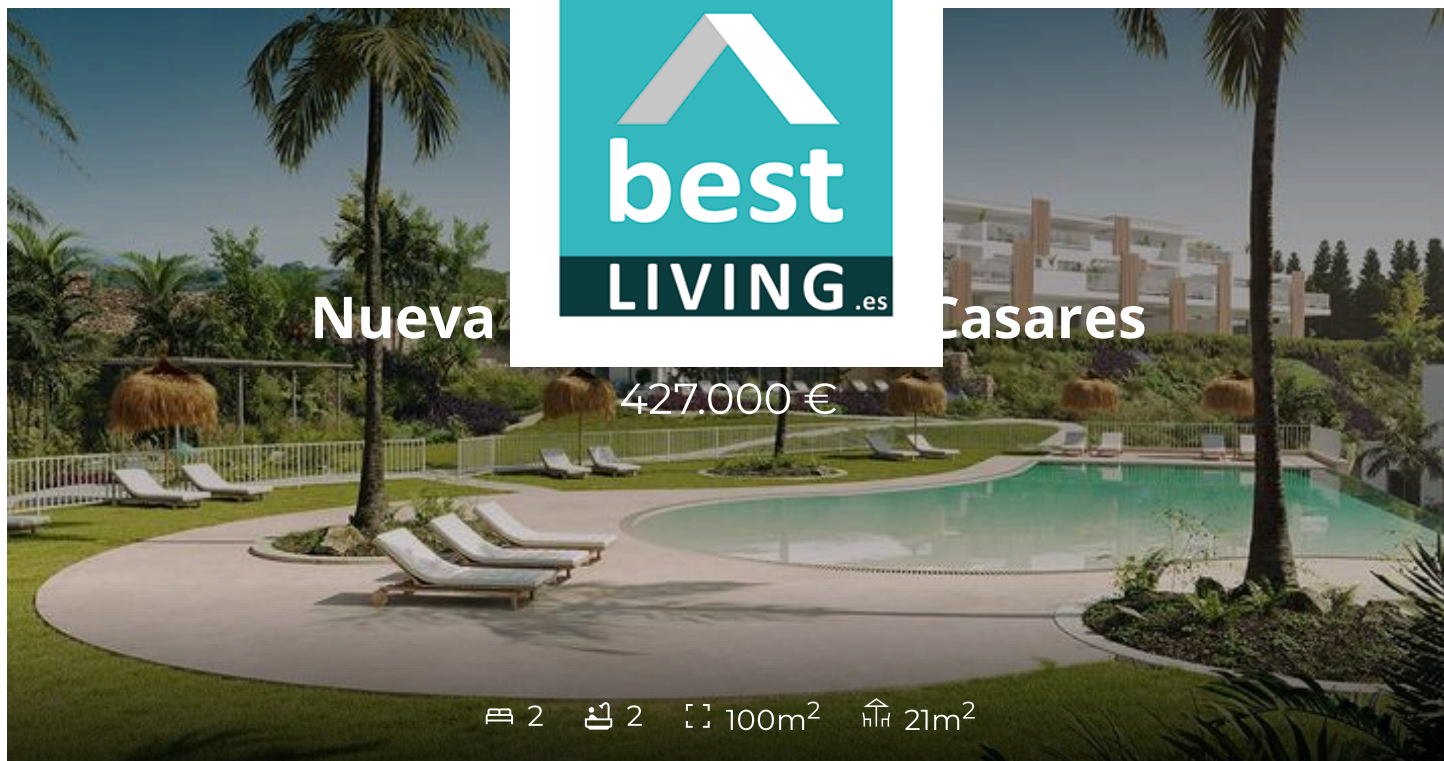 best
LIVING.es
Nueva Casares
427.000 €
2 2 100m² 21m²